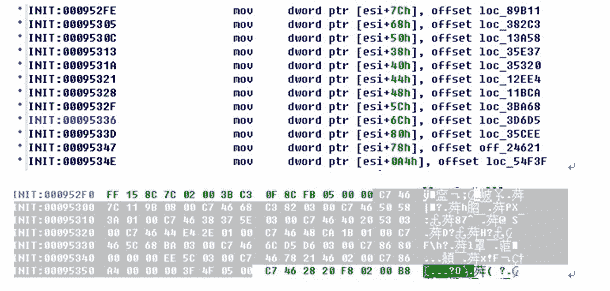 INIT:000952FE mov dword ptr [esi+7Ch], offset loc_89B11
INIT:00095305 mov dword ptr [esi+68h], offset loc_382C3
INIT:0009530C mov dword ptr [esi+50h], offset loc_13A58
INIT:00095313 mov dword ptr [esi+38h], offset loc_35E37
INIT:0009531A mov dword ptr [esi+40h], offset loc_35320
INIT:00095321 mov dword ptr [esi+44h], offset loc_12EE4
INIT:00095328 mov dword ptr [esi+48h], offset loc_11BCA
INIT:0009532F mov dword ptr [esi+5Ch], offset loc_3BA68
INIT:00095336 mov dword ptr [esi+6Ch], offset loc_3D6D5
INIT:0009533D mov dword ptr [esi+80h], offset loc_35CEE
INIT:00095347 mov dword ptr [esi+78h], offset off_24621
INIT:0009534E mov dword ptr [esi+0A4h], offset loc_54F3F
INIT:000952F0 FF 15 8C 7C 02 00 3B C3 0F 8C FB 05 00 00 C7 46
INIT:00095300 7C 11 9B 08 00 C7 46 68 C3 82 03 00 C7 46 50 58
INIT:00095310 3A 01 00 C7 46 38 37 5E 03 00 C7 46 40 20 53 03
INIT:00095320 00 C7 46 44 E4 2E 01 00 C7 46 48 CA 1B 01 00 C7
INIT:00095330 46 5C 68 BA 03 00 C7 46 6C D5 D6 03 00 C7 86 80
INIT:00095340 00 00 00 EE 5C 03 00 C7 46 78 21 46 02 00 C7 86
INIT:00095350 A4 00 00 00 3F 4F 05 00 C7 46 28 20 F8 02 00 B8